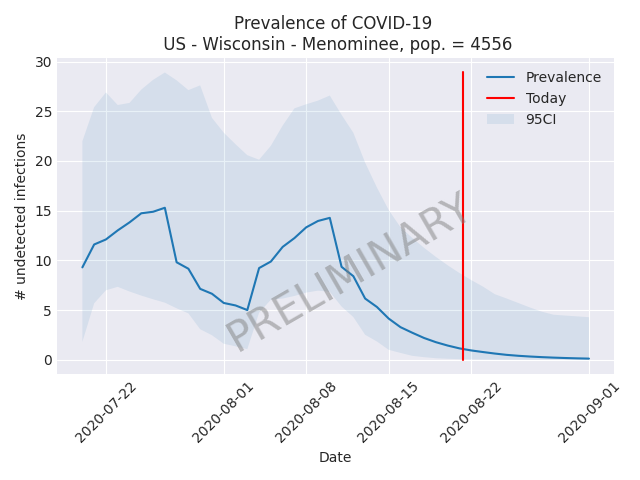 Prevalence of COVID-19
US - Wisconsin - Menominee, pop. = 4556
30
25
20
15
10
5
0
# undetected infections
Prevalence
Today
95CI
PRELIMINARY
2020-07-22
2020-08-01
2020-08-08
2020-08-15
2020-08-22
2020-09-01
Date